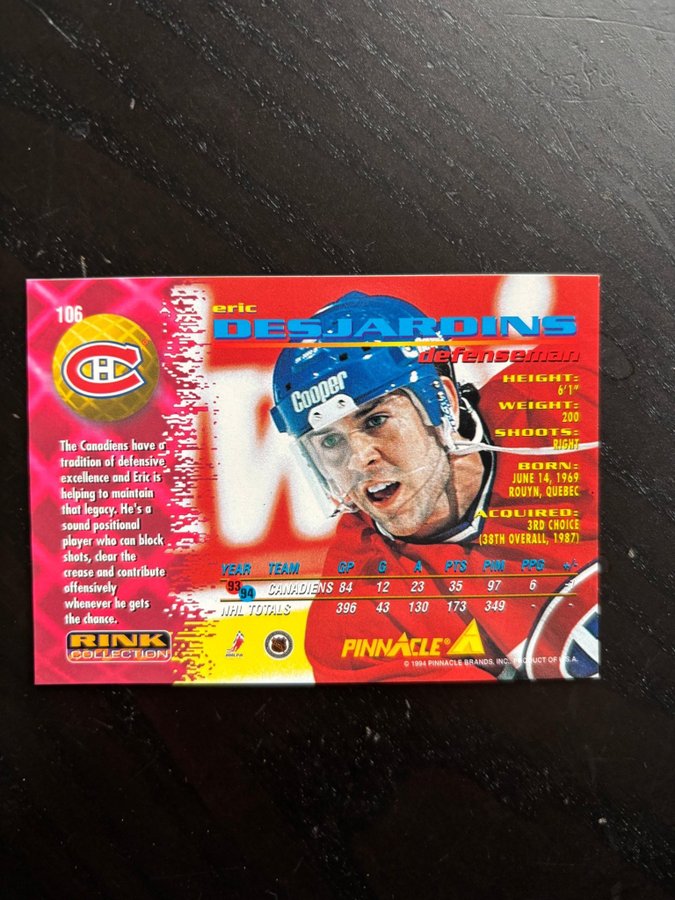 106
eric
DESJARDINS
defenseman
Cooper
HEIGHT:
6'1"
WEIGHT:
200
SHOOTS:
RIGHT
BORN:
JUNE 14, 1969
ROUYN, QUEBEC
ACQUIRED:
3RD CHOICE
(38TH OVERALL, 1987)
The Canadiens have a
tradition of defensive
excellence and Eric is
helping to maintain
that legacy. He's a
sound positional
player who can block
shots, clear the
crease and contribute
offensively
whenever he gets
the chance.
RINK
COLLECTION
YEAR TEAM GP G A PTS PIM PPG +/-
93 94 CANADIENS 84 12 23 35 97 6
NHL TOTALS 396 43 130 173 349 - -
PINNACLE®
© 1994 PINNACLE BRANDS, INC. PRODUCT OF U.S.A.